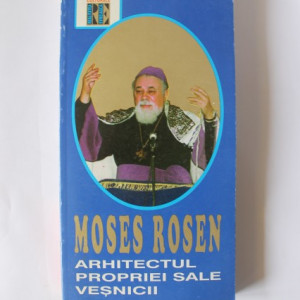 MOSES ROSEN
ARHITECTUL
PROPRIEI SALE
VEȘNICII